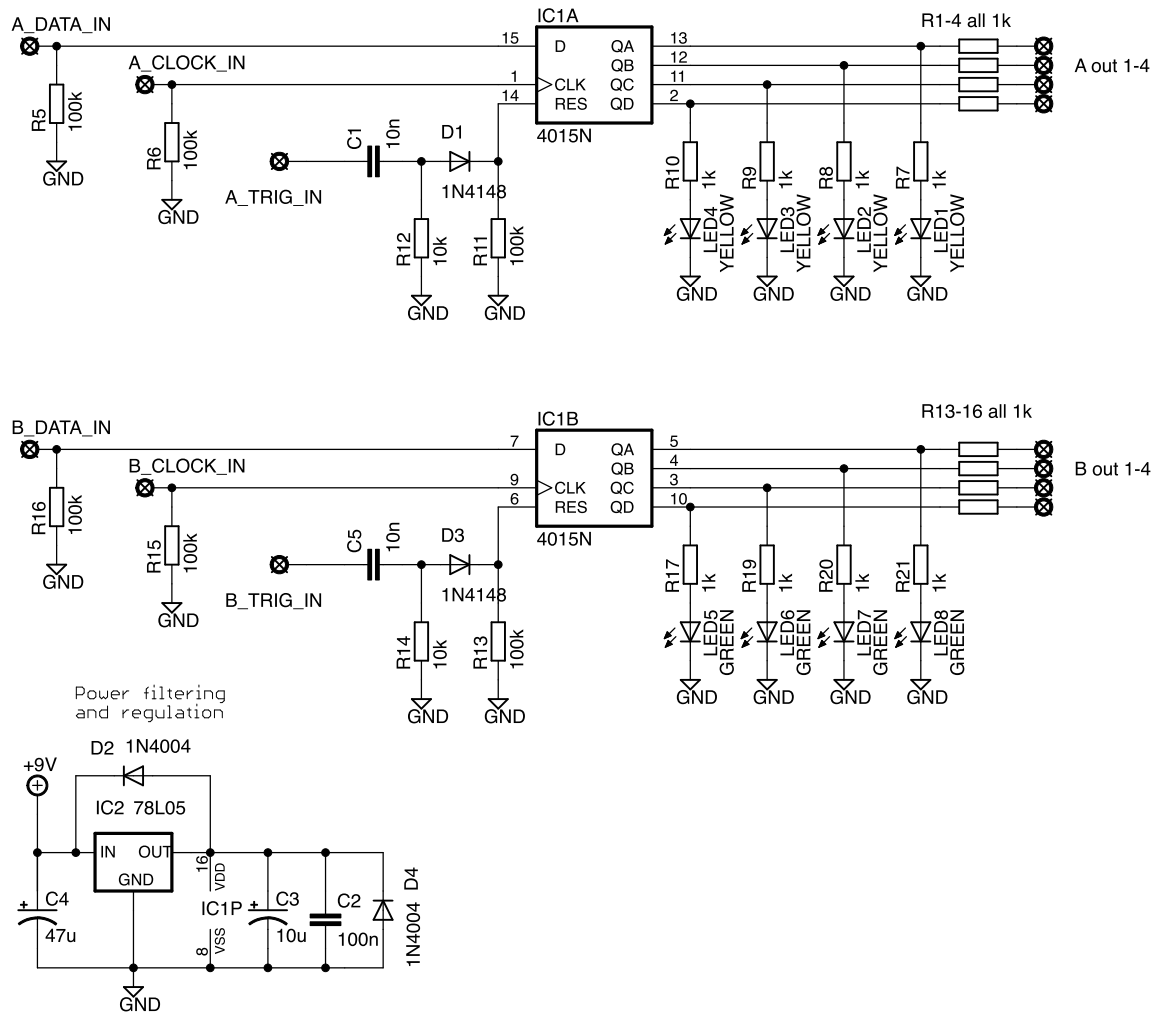 A_DATA_IN
IC1A
R1-4 all 1k
15
D
QA
13
A_CLOCK_IN
12
QB
A out 1-4
1
CLK
QC
11
14
RES
QD
2
R5
100k
4015N
C1
10n
D1
R6
100k
R10
1k
R9
1k
R8
1k
R7
1k
GND
1N4148
A_TRIG_IN
GND
LED4
YELLOW
LED3
YELLOW
LED2
YELLOW
LED1
YELLOW
R12
10k
R11
100k
GND
GND
GND
GND
GND
GND
IC1B
R13-16 all 1k
B_DATA_IN
7
D
QA
5
B_CLOCK_IN
QB
4
B out 1-4
9
CLK
QC
3
6
RES
QD
10
R16
100k
4015N
C5
10n
D3
R15
100k
R17
1k
R19
1k
R20
1k
R21
1k
GND
1N4148
B_TRIG_IN
GND
LED5
GREEN
LED6
GREEN
LED7
GREEN
LED8
GREEN
R14
10k
R13
100k
GND
GND
GND
GND
GND
GND
Power filtering
and regulation
D2 1N4004
+9V
IC2 78L05
IN
OUT
GND
16
VDD
C4
47u
IC1P
C3
10u
C2
100n
1N4004 D4
8
VSS
GND